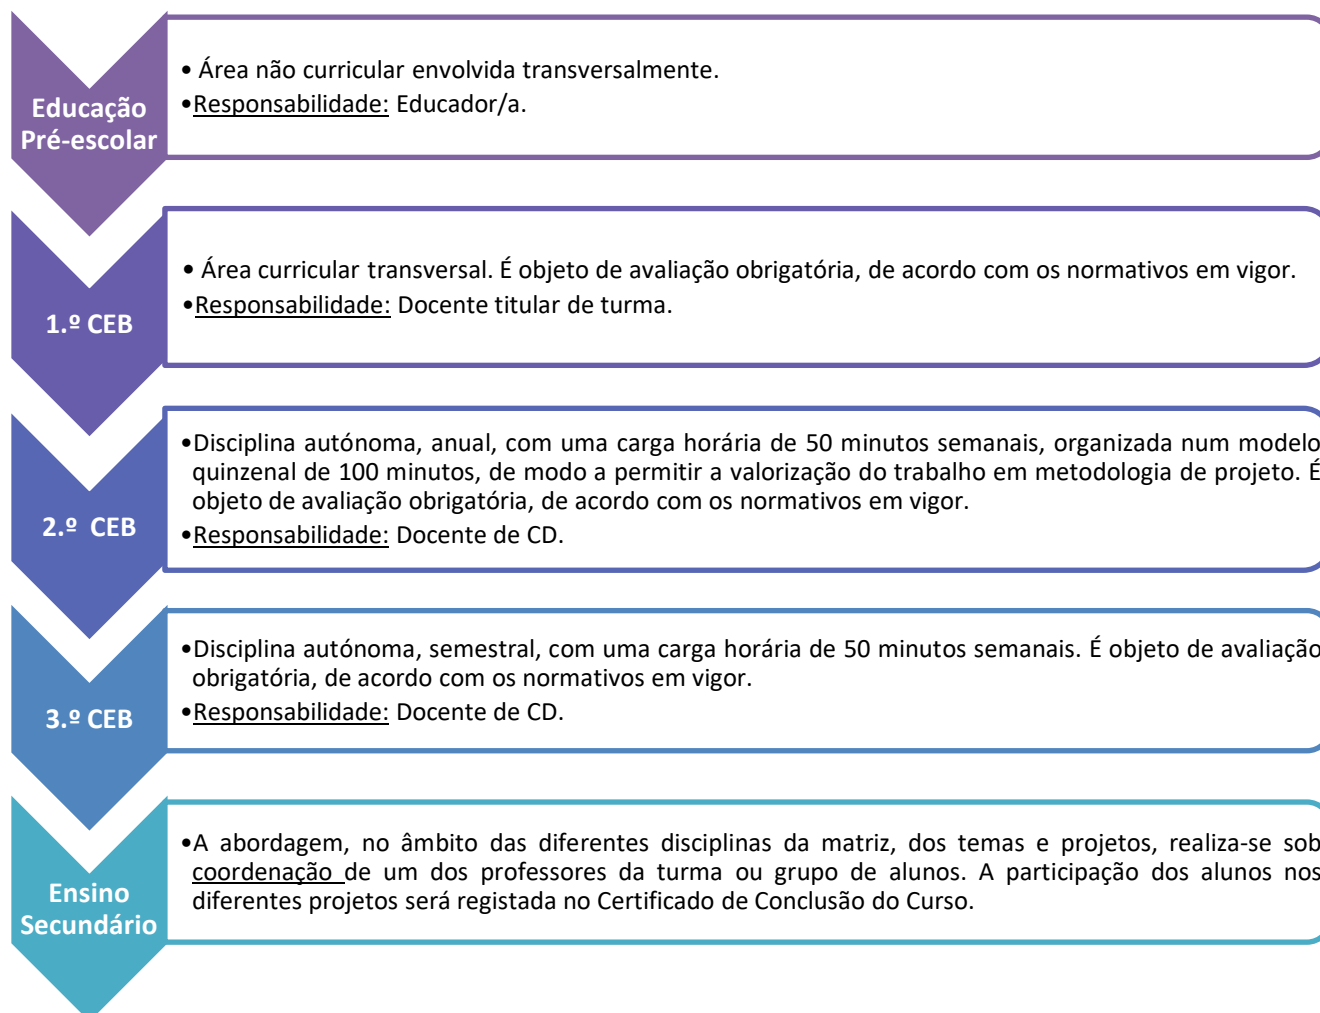 Educação
Pré-escolar
• Área não curricular envolvida transversalmente.
•Responsabilidade: Educador/a.
1.º CEB
• Área curricular transversal. É objeto de avaliação obrigatória, de acordo com os normativos em vigor.
•Responsabilidade: Docente titular de turma.
2.º CEB
•Disciplina autónoma, anual, com uma carga horária de 50 minutos semanais, organizada num modelo
quinzenal de 100 minutos, de modo a permitir a valorização do trabalho em metodologia de projeto. É
objeto de avaliação obrigatória, de acordo com os normativos em vigor.
•Responsabilidade: Docente de CD.
3.º CEB
•Disciplina autónoma, semestral, com uma carga horária de 50 minutos semanais. É objeto de avaliação
obrigatória, de acordo com os normativos em vigor.
•Responsabilidade: Docente de CD.
Ensino
Secundário
•A abordagem, no âmbito das diferentes disciplinas da matriz, dos temas e projetos, realiza-se sob
coordenação de um dos professores da turma ou grupo de alunos. A participação dos alunos nos
diferentes projetos será registada no Certificado de Conclusão do Curso.